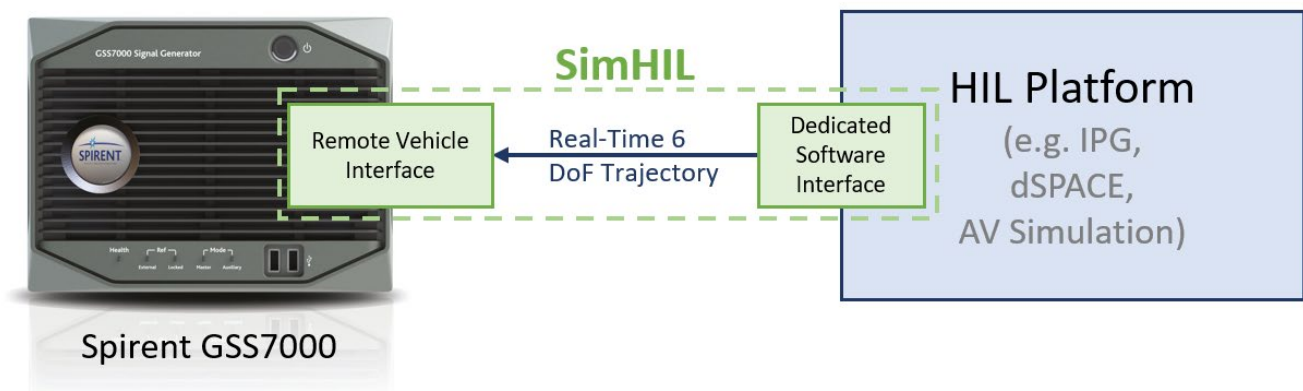 GSS7000 Signal Generator
SPIRENT
Health
Ref
Mode
External
Locked
Master
Auxiliary
SimHIL
Remote Vehicle
Interface
Real-Time 6
DoF Trajectory
Dedicated
Software
Interface
HIL Platform
(e.g. IPG,
dSPACE,
AV Simulation)
Spirent GSS7000